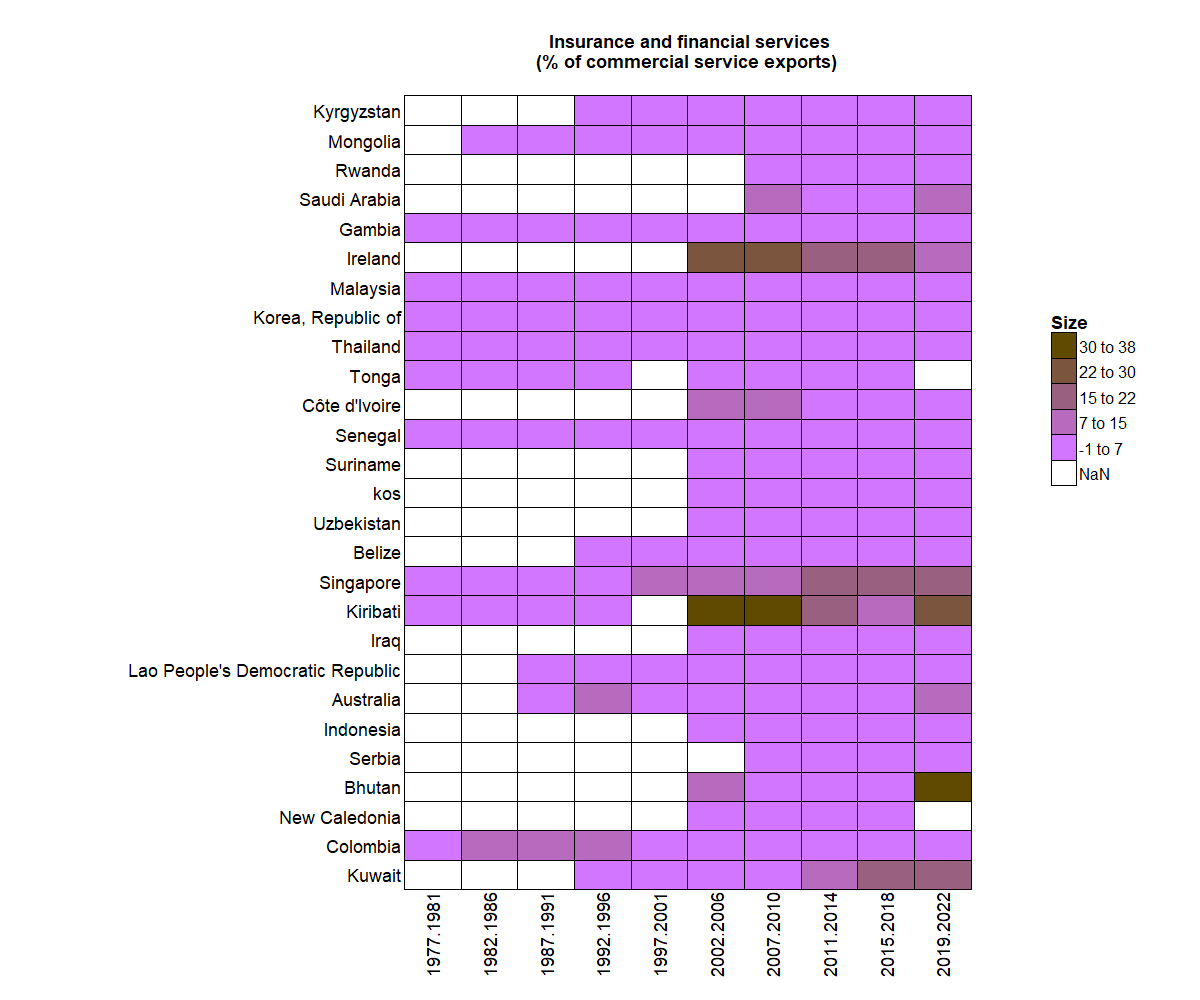 Insurance and financial services
(% of commercial service exports)
Kyrgyzstan
Mongolia
Rwanda
Saudi Arabia
Gambia
Ireland
Malaysia
Korea, Republic of
Thailand
Tonga
Côte d'Ivoire
Senegal
Suriname
kos
Uzbekistan
Belize
Singapore
Kiribati
Iraq
Lao People's Democratic Republic
Australia
Indonesia
Serbia
Bhutan
New Caledonia
Colombia
Kuwait
1977.1981
1982.1986
1987.1991
1992.1996
1997.2001
2002.2006
2007.2010
2011.2014
2015.2018
2019.2022
Size
30 to 38
22 to 30
15 to 22
7 to 15
-1 to 7
NaN